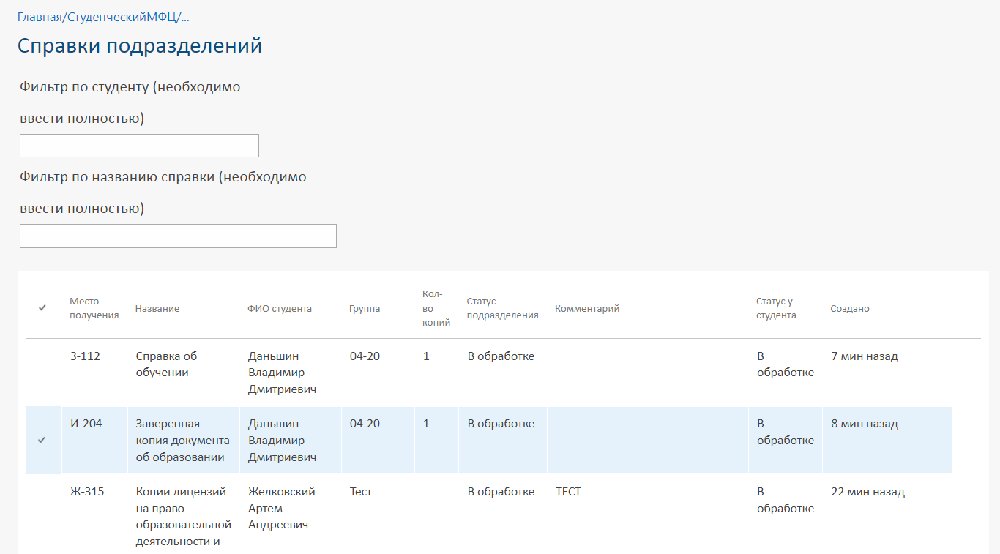 Главная/СтуденческийМФЦ/...
Справки подразделений
Фильтр по студенту (необходимо
ввести полностью)
Фильтр по названию справки (необходимо
ввести полностью)
Место получения Название ФИО студента Группа Кол-во копий Статус подразделения Комментарий Статус у студента Создано
З-112 Справка об Даньшин 04-20 1 В обработке В 7 мин назад
обучении Владимир обработке
Дмитриевич
И-204 Заверенная Даньшин 04-20 1 В обработке В 8 мин назад
копия документа Владимир обработке
об образовании Дмитриевич
Ж-315 Копии лицензий Желковский Тест В обработке ТЕСТ В 22 мин назад
на право Артем обработке
образовательной Андреевич
деятельности и